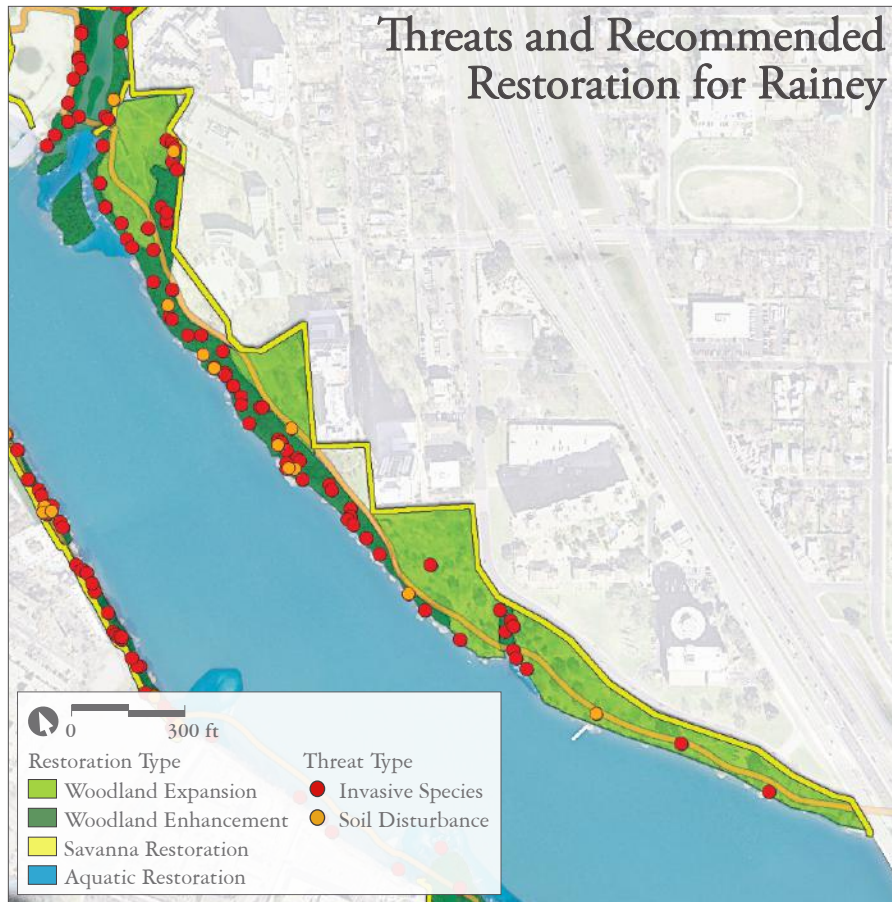 Threats and Recommended
Restoration for Rainey
0 300 ft
Restoration Type
Woodland Expansion
Woodland Enhancement
Savanna Restoration
Aquatic Restoration
Threat Type
Invasive Species
Soil Disturbance